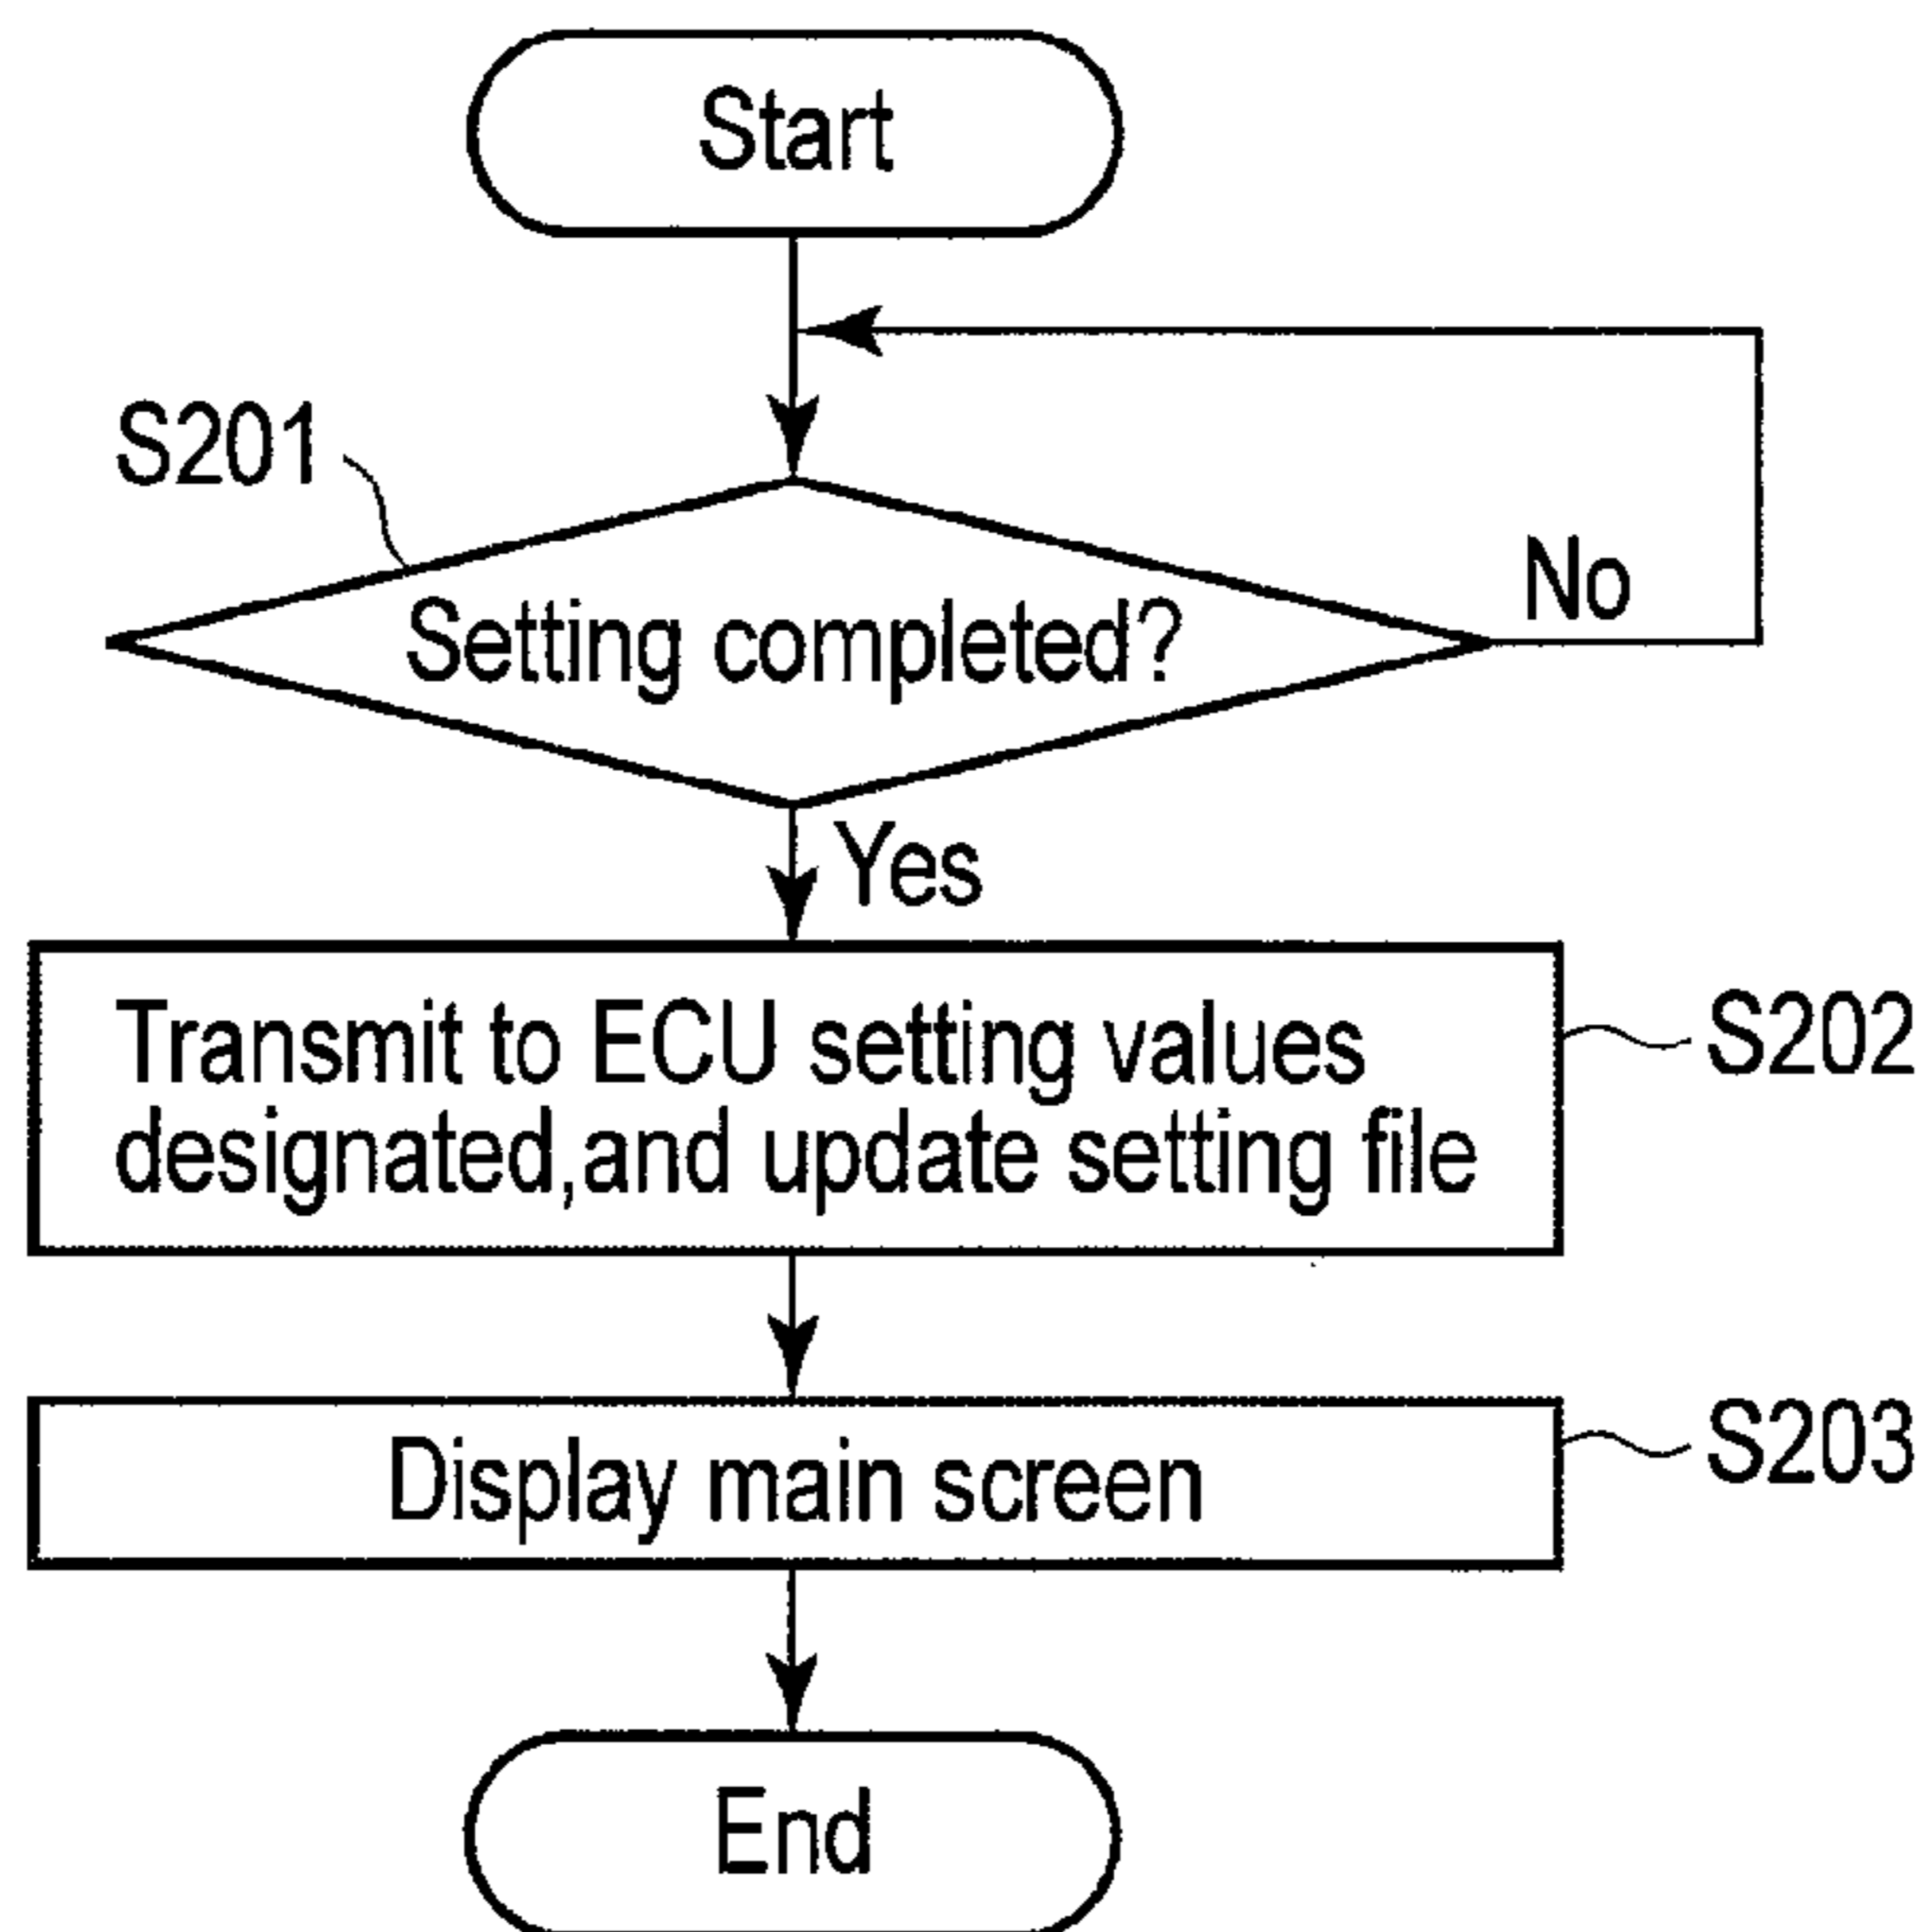 Start
S201
Setting completed?
No
Yes
Transmit to ECU setting values
designated,and update setting file
S202
Display main screen
S203
End